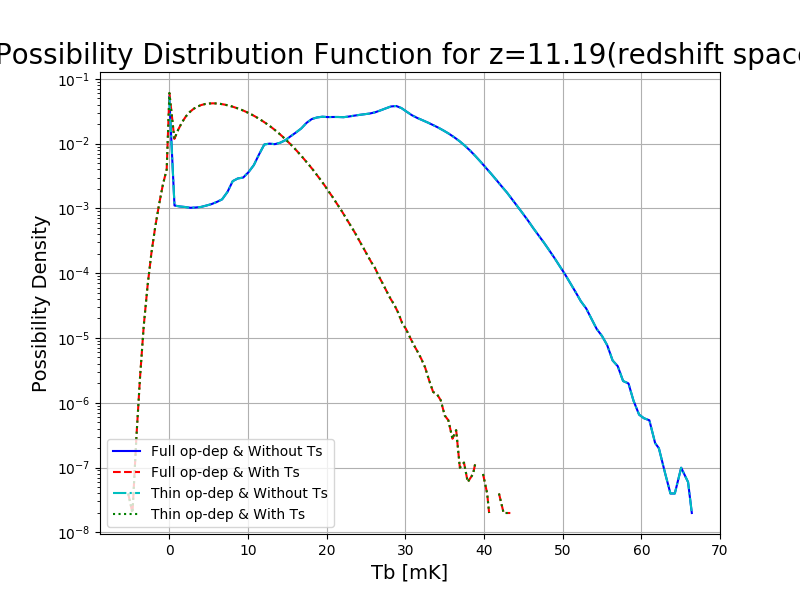 Possibility Distribution Function for z=11.19(redshift spac
10⁻¹
10⁻²
10⁻³
10⁻⁴
10⁻⁵
10⁻⁶
10⁻⁷
10⁻⁸
Possibility Density
Full op-dep & Without Ts
Full op-dep & With Ts
Thin op-dep & Without Ts
Thin op-dep & With Ts
0 10 20 30 40 50 60 70
Tb [mK]